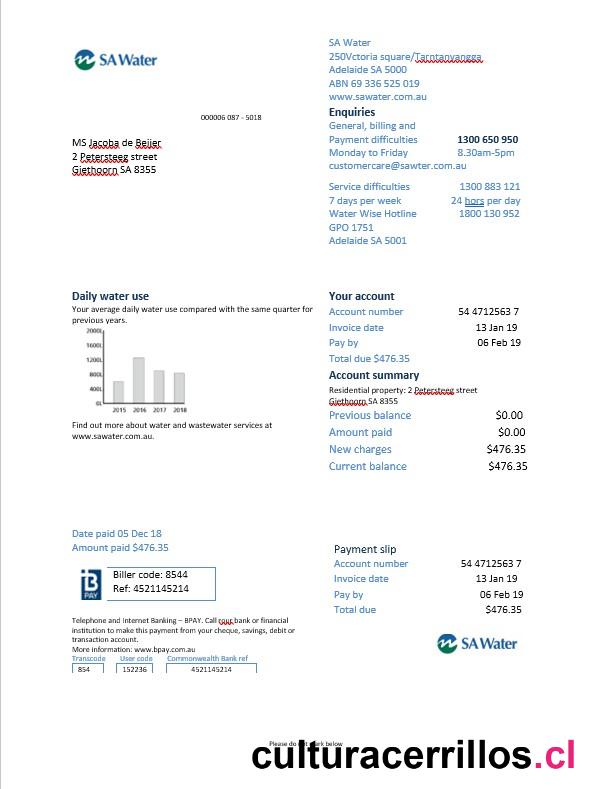 SA Water
SA Water
250Vctoria square/Tarntanyangga
Adelaide SA 5000
ABN 69 336 525 019
www.sawater.com.au
Enquiries
General, billing and
Payment difficulties 1300 650 950
Monday to Friday 8.30am-5pm
customercare@sawter.com.au
Service difficulties 1300 883 121
7 days per week 24 hors per day
Water Wise Hotline 1800 130 952
GPO 1751
Adelaide SA 5001
000006 087 - 5018
MS Jacoba de Beijer
2 Petersteeg street
Giethoorn SA 8355
Daily water use
Your average daily water use compared with the same quarter for
previous years.
2000L
1600L
1200L
800L
400L
0L
2015 2016 2017 2018
Find out more about water and wastewater services at
www.sawater.com.au.
Your account
Account number 54 4712563 7
Invoice date 13 Jan 19
Pay by 06 Feb 19
Total due $476.35
Account summary
Residential property: 2 Petersteeg street
Giethoorn SA 8355
Previous balance $0.00
Amount paid $0.00
New charges $476.35
Current balance $476.35
Date paid 05 Dec 18
Amount paid $476.35
B PAY
Biller code: 8544
Ref: 4521145214
Telephone and Internet Banking – BPAY. Call rour bank or financial
institution to make this payment from your cheque, savings, debit or
transaction account.
More information: www.bpay.com.au
Transcode User code Commonwealth Bank ref
854 152236 4521145214
Payment slip
Account number 54 4712563 7
Invoice date 13 Jan 19
Pay by 06 Feb 19
Total due $476.35
SA Water
Please do not mark below
culturacerrillos.cl